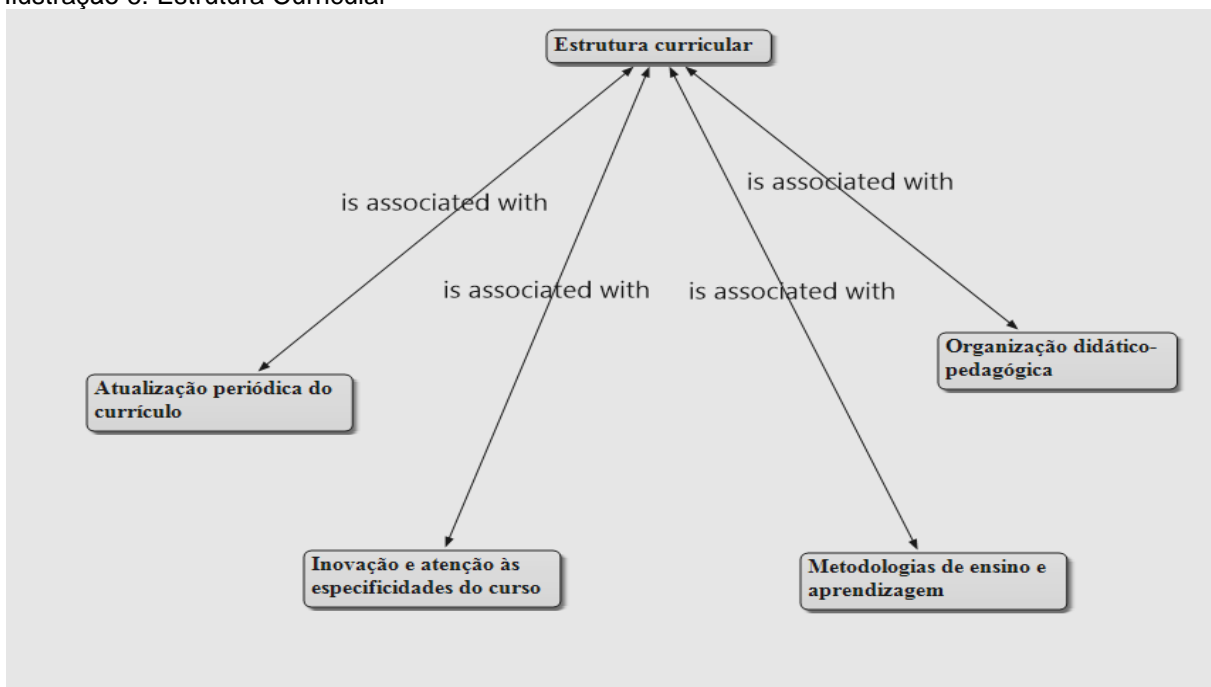 Ilustração 3: Estrutura Curricular
Estrutura curricular
is associated with
is associated with
is associated with
is associated with
Organização didático-
pedagógica
Atualização periódica do
currículo
Inovação e atenção às
especificidades do curso
Metodologias de ensino e
aprendizagem